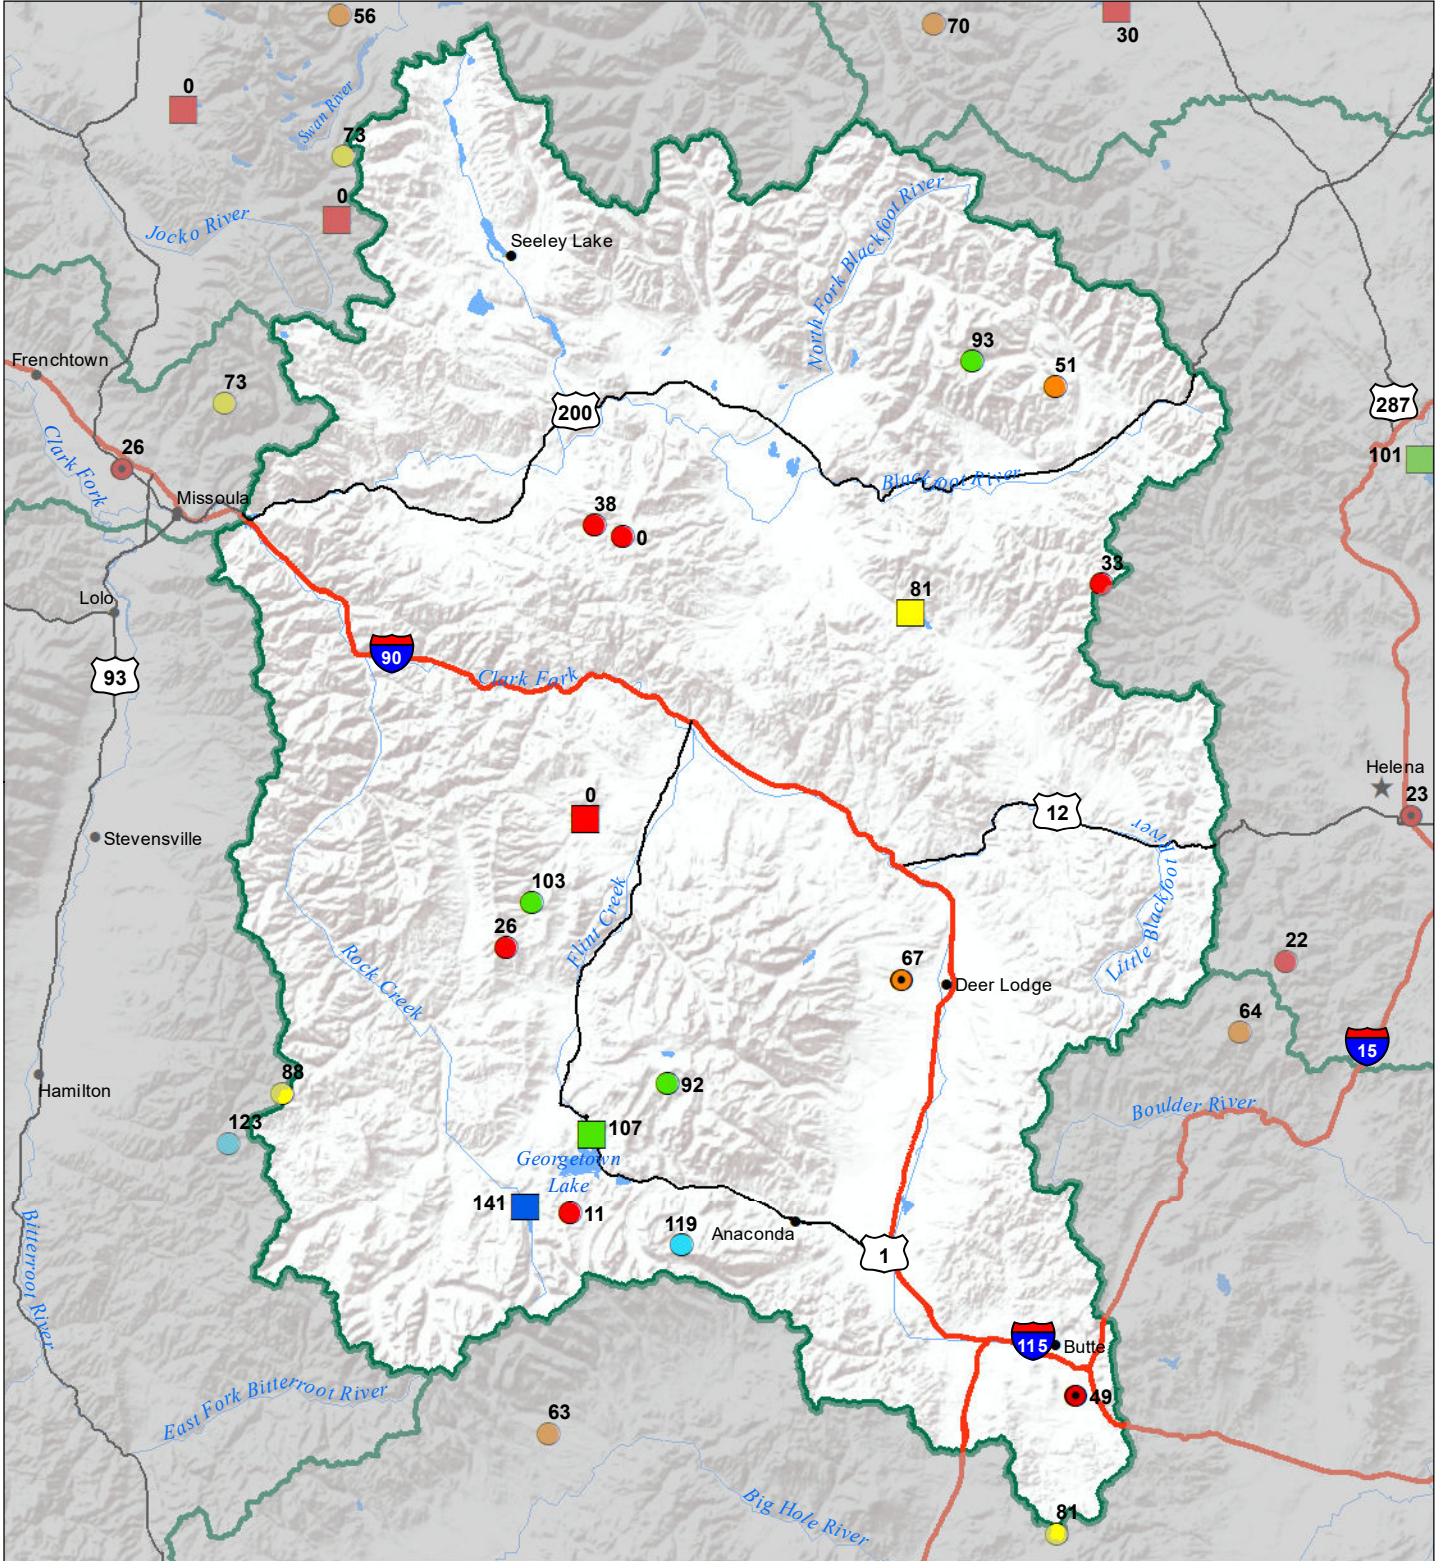 56
70
30
0
Swan River
73
0
Jocko River
Seeley Lake
North Fork Blackfoot River
Frenchtown
73
93
51
200
287
26
Clark Fork
101
Missoula
Blackfoot River
38
0
33
Lolo
81
93
90
Clark Fork
Helena
0
12
23
Stevensville
Little Blackfoot River
103
Flint Creek
26
Rock Creek
67
Deer Lodge
22
64
15
88
Hamilton
92
Boulder River
123
107
Georgetown
Lake
141
11
119
Anaconda
1
Bitterroot River
115
Butte
49
East Fork Bitterroot River
63
Big Hole River
81